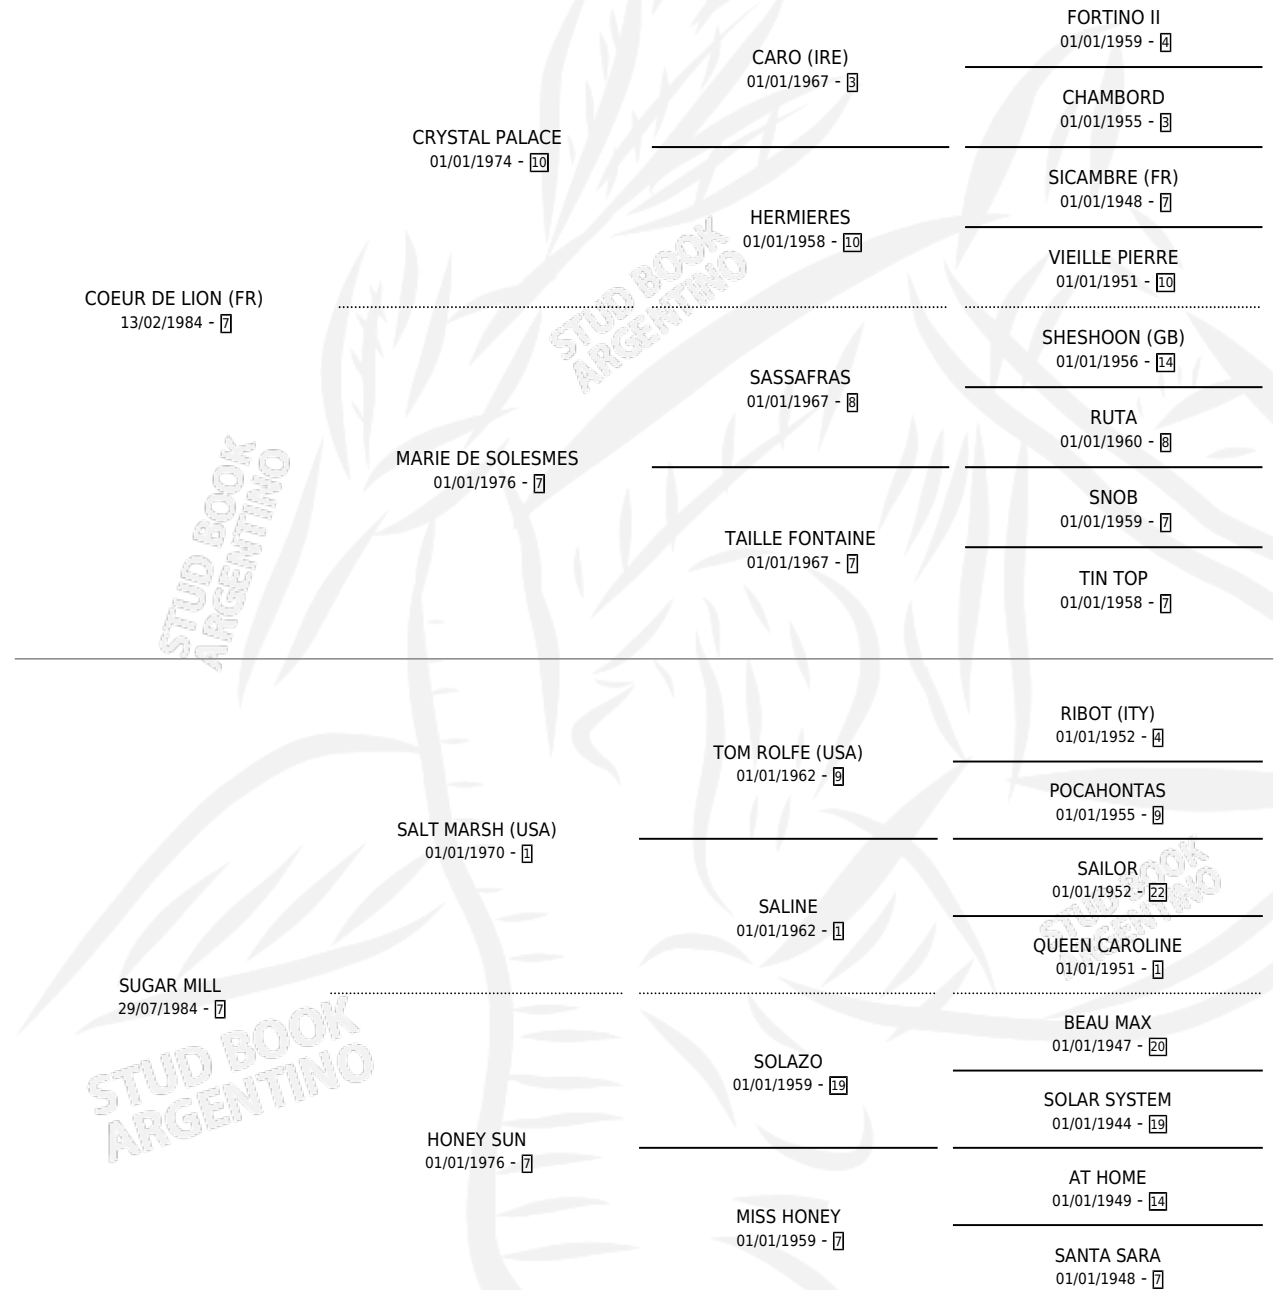 FORTINO II
01/01/1959 - 4
CARO (IRE)
01/01/1967 - 3
CHAMBORD
01/01/1955 - 3
CRYSTAL PALACE
01/01/1974 - 10
SICAMBRE (FR)
01/01/1948 - 7
HERMIERES
01/01/1958 - 10
VIEILLE PIERRE
01/01/1951 - 10
COEUR DE LION (FR)
13/02/1984 - 7
SHESHOON (GB)
01/01/1956 - 14
SASSAFRAS
01/01/1967 - 8
RUTA
01/01/1960 - 8
MARIE DE SOLESMES
01/01/1976 - 7
SNOB
01/01/1959 - 7
TAILLE FONTAINE
01/01/1967 - 7
TIN TOP
01/01/1958 - 7
STUD BOOK
ARGENTINO
STUD BOOK
ARGENTINO
RIBOT (ITY)
01/01/1952 - 4
TOM ROLFE (USA)
01/01/1962 - 9
POCAHONTAS
01/01/1955 - 9
SALT MARSH (USA)
01/01/1970 - 1
SAILOR
01/01/1952 - 22
SALINE
01/01/1962 - 1
QUEEN CAROLINE
01/01/1951 - 1
SUGAR MILL
29/07/1984 - 7
BEAU MAX
01/01/1947 - 20
SOLAZO
01/01/1959 - 19
SOLAR SYSTEM
01/01/1944 - 19
HONEY SUN
01/01/1976 - 7
AT HOME
01/01/1949 - 14
MISS HONEY
01/01/1959 - 7
SANTA SARA
01/01/1948 - 7
STUD BOOK
ARGENTINO
STUD BOOK
ARGENTINO